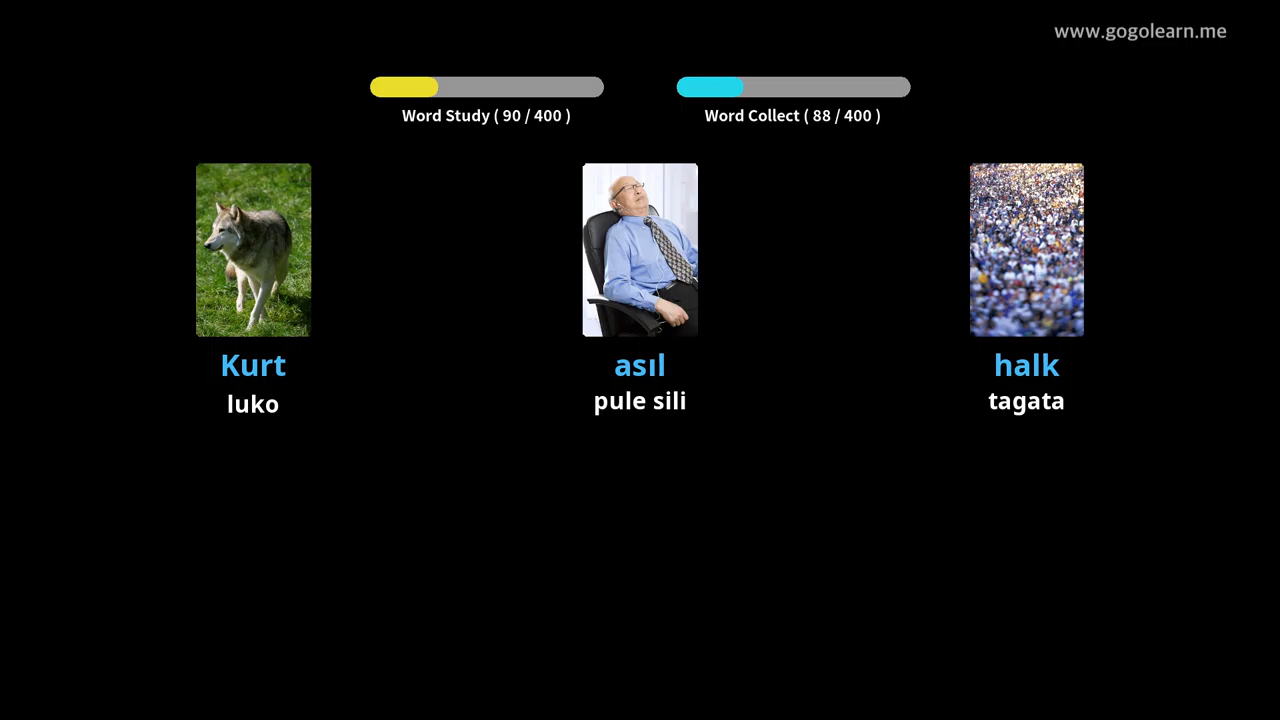 www.gogolearn.me
Word Study ( 90 / 400 )
Word Collect ( 88 / 400 )
Kurt
luko
asıl
pule sili
halk
tagata